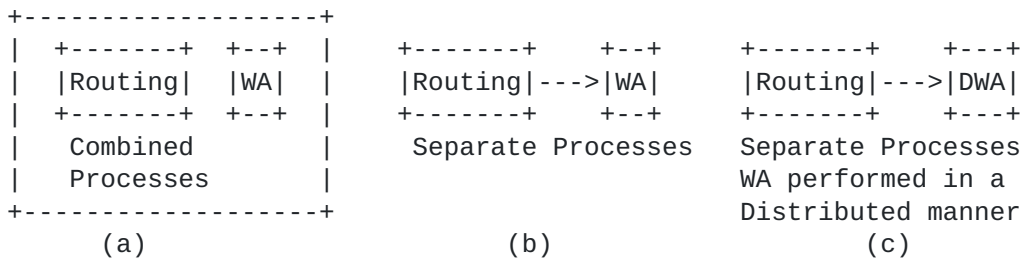 +-------------------+
|  +-------+  +--+  |    +-------+    +--+    +-------+    +---+
|  |Routing|  |WA|  |    |Routing|--->|WA|    |Routing|--->|DWA|
|  +-------+  +--+  |    +-------+    +--+    +-------+    +---+
|   Combined        |     Separate Processes   Separate Processes
|   Processes       |                          WA performed in a
+-------------------+                          Distributed manner
      (a)                       (b)                    (c)